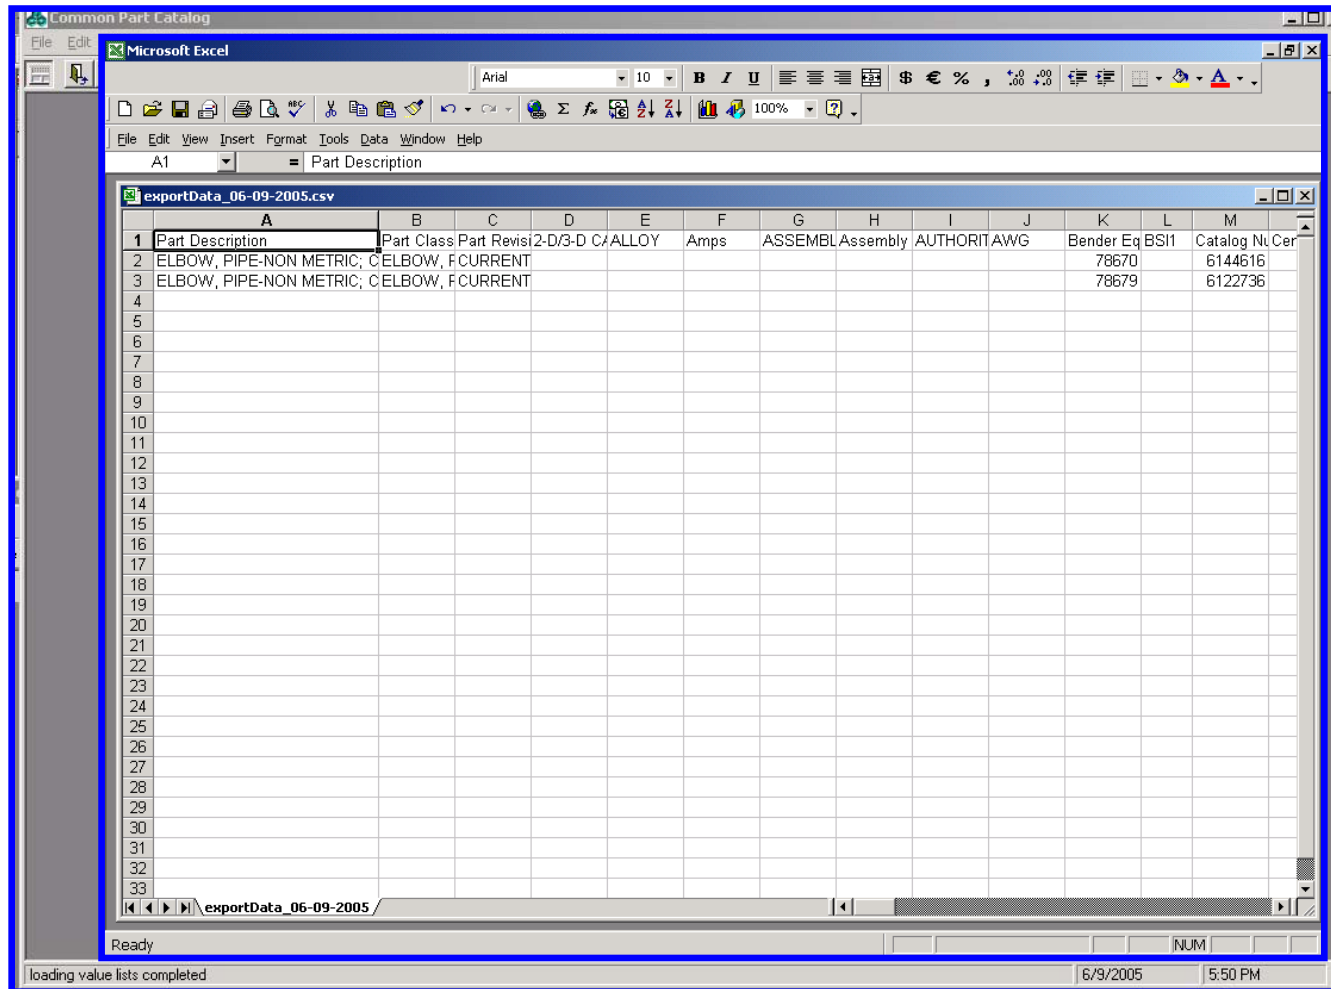 Common Part Catalog
File Edit
Microsoft Excel
Arial 10 B I U $ € % ,
100%
File Edit View Insert Format Tools Data Window Help
A1 = Part Description
exportData_06-09-2005.csv
A B C D E F G H I J K L M
1 Part Description Part Class Part Revisi 2-D/3-D CA ALLOY Amps ASSEMBL Assembly AUTHORIT AWG Bender Eq BSI1 Catalog Nu Cer
2 ELBOW, PIPE-NON METRIC; C ELBOW, P CURRENT 78670 6144616
3 ELBOW, PIPE-NON METRIC; C ELBOW, P CURRENT 78679 6122736
4
5
6
7
8
9
10
11
12
13
14
15
16
17
18
19
20
21
22
23
24
25
26
27
28
29
30
31
32
33
exportData_06-09-2005
Ready NUM
loading value lists completed 6/9/2005 5:50 PM